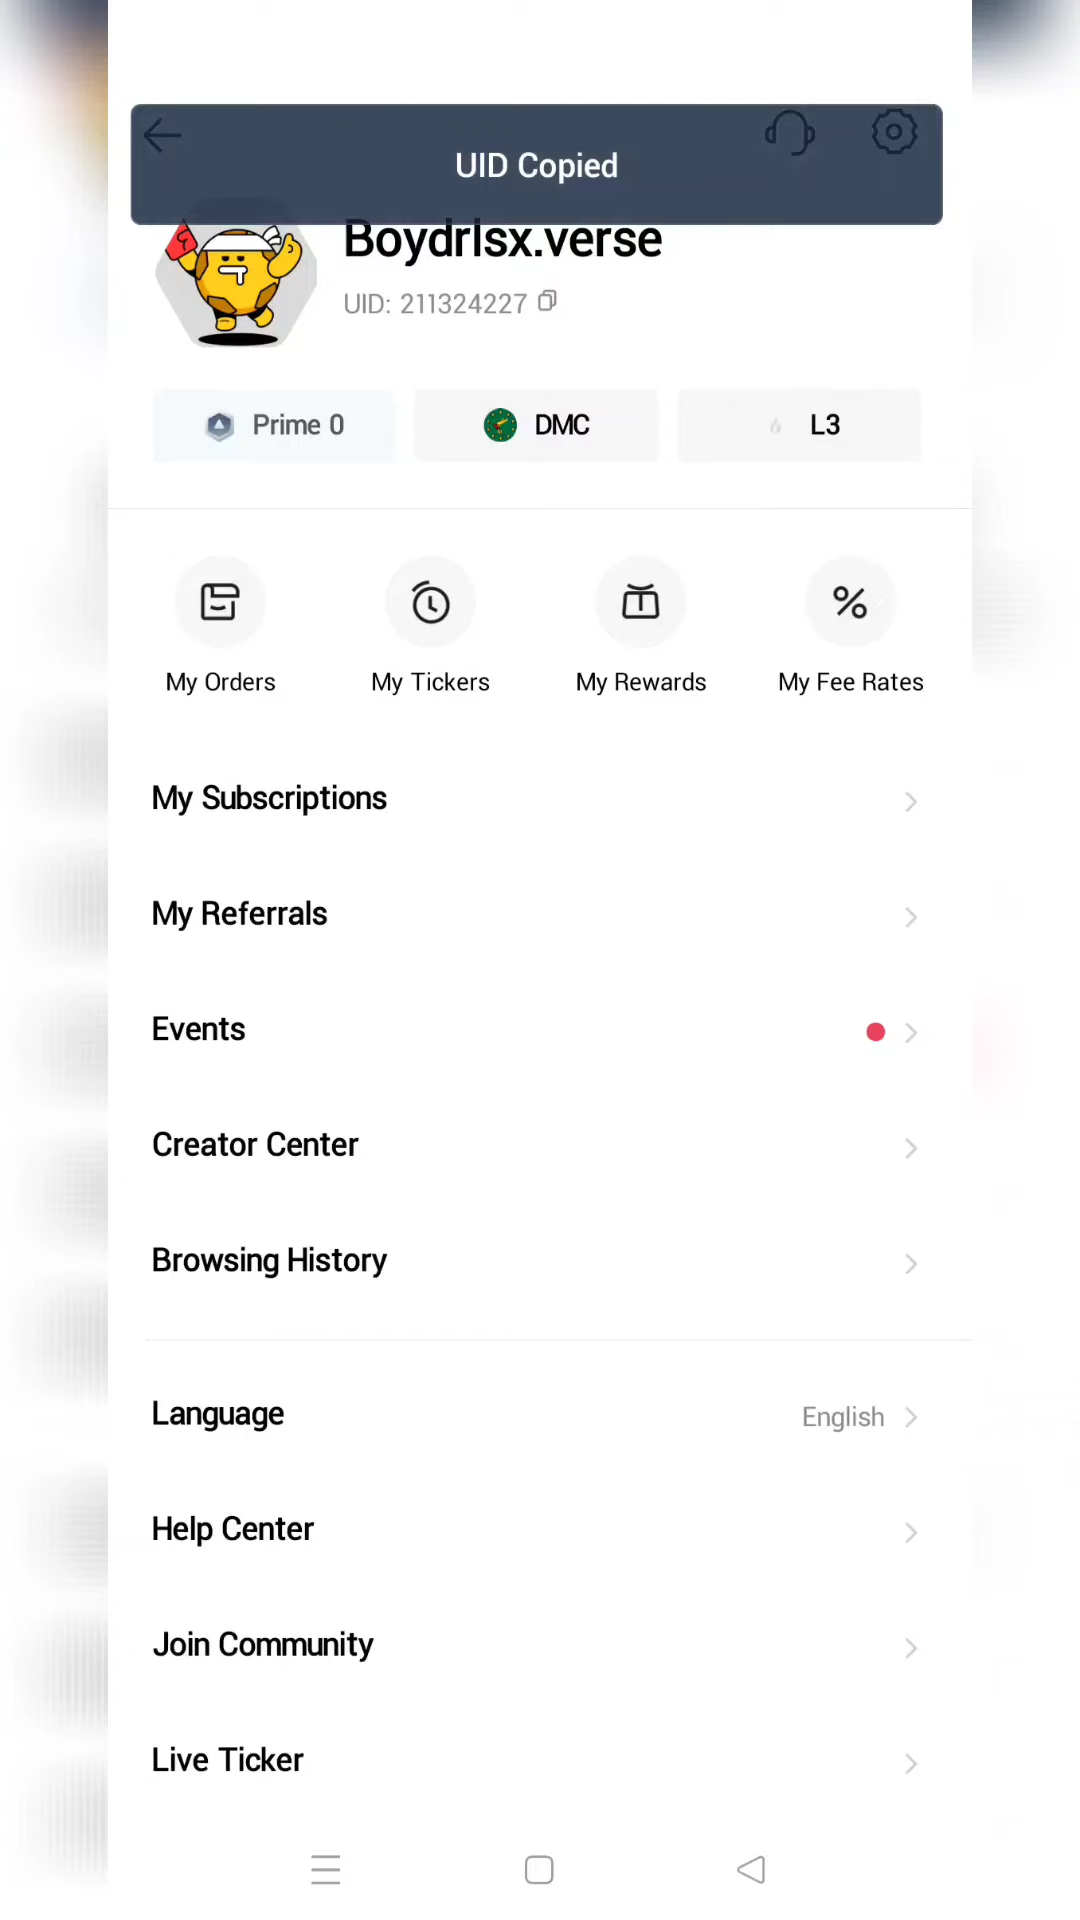 UID Copied
Boydrlsx.verse
UID: 211324227
Prime 0
DMC
L3
My Orders
My Tickers
My Rewards
My Fee Rates
My Subscriptions
My Referrals
Events
Creator Center
Browsing History
Language
English
Help Center
Join Community
Live Ticker